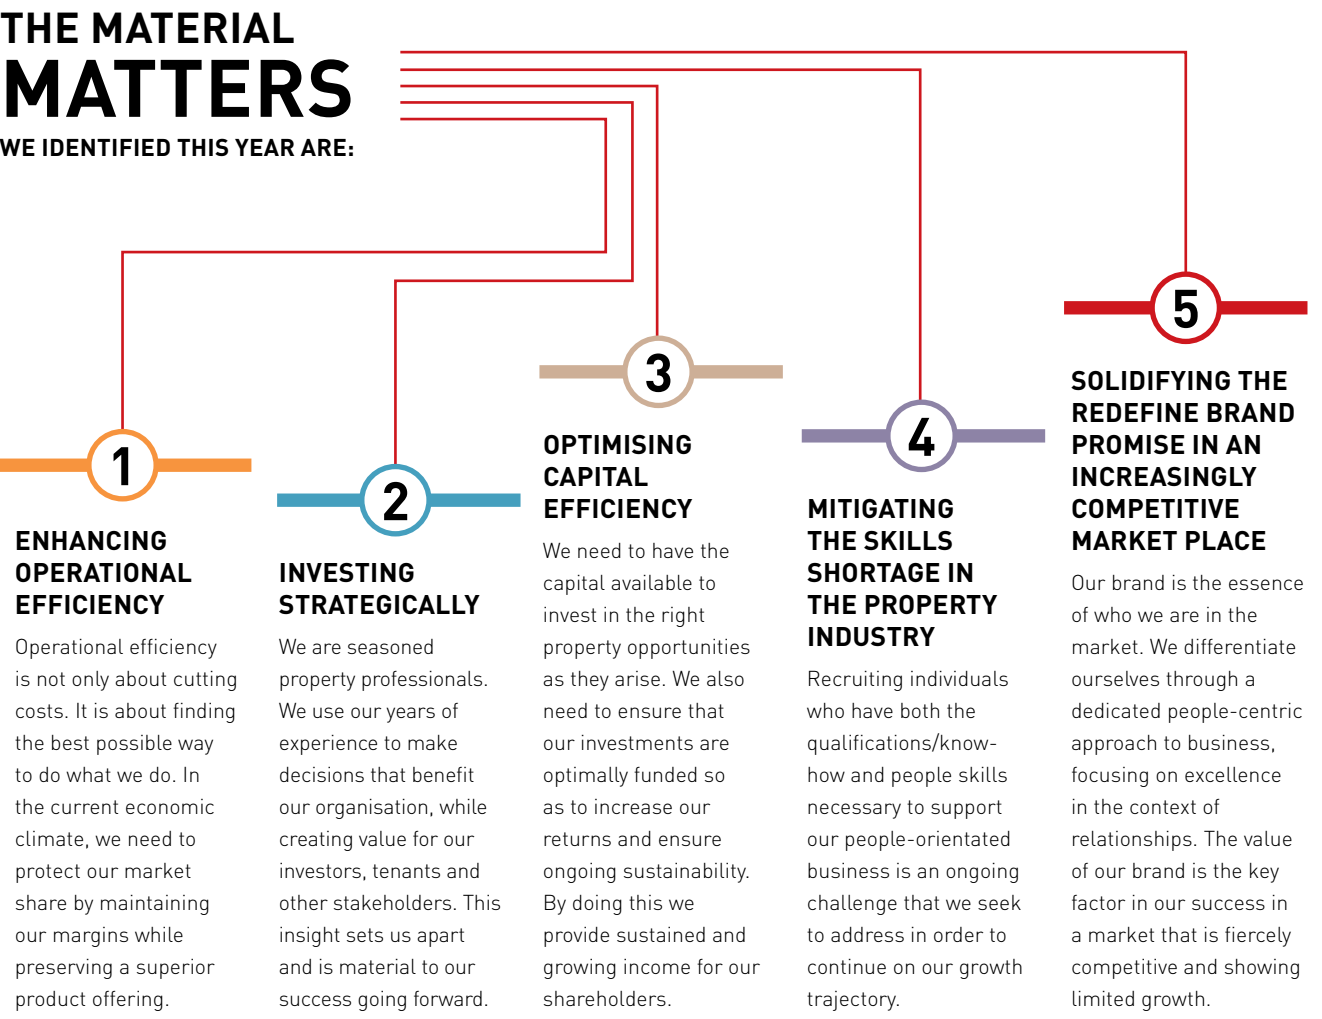 THE MATERIAL
MATTERS
WE IDENTIFIED THIS YEAR ARE:
1
ENHANCING
OPERATIONAL
EFFICIENCY
Operational efficiency
is not only about cutting
costs. It is about finding
the best possible way
to do what we do. In
the current economic
climate, we need to
protect our market
share by maintaining
our margins while
preserving a superior
product offering.
2
INVESTING
STRATEGICALLY
We are seasoned
property professionals.
We use our years of
experience to make
decisions that benefit
our organisation, while
creating value for our
investors, tenants and
other stakeholders. This
insight sets us apart
and is material to our
success going forward.
3
OPTIMISING
CAPITAL
EFFICIENCY
We need to have the
capital available to
invest in the right
property opportunities
as they arise. We also
need to ensure that
our investments are
optimally funded so
as to increase our
returns and ensure
ongoing sustainability.
By doing this we
provide sustained and
growing income for our
shareholders.
4
MITIGATING
THE SKILLS
SHORTAGE IN
THE PROPERTY
INDUSTRY
Recruiting individuals
who have both the
qualifications/know-
how and people skills
necessary to support
our people-orientated
business is an ongoing
challenge that we seek
to address in order to
continue on our growth
trajectory.
5
SOLIDIFYING THE
REDEFINE BRAND
PROMISE IN AN
INCREASINGLY
COMPETITIVE
MARKET PLACE
Our brand is the essence
of who we are in the
market. We differentiate
ourselves through a
dedicated people-centric
approach to business,
focusing on excellence
in the context of
relationships. The value
of our brand is the key
factor in our success in
a market that is fiercely
competitive and showing
limited growth.